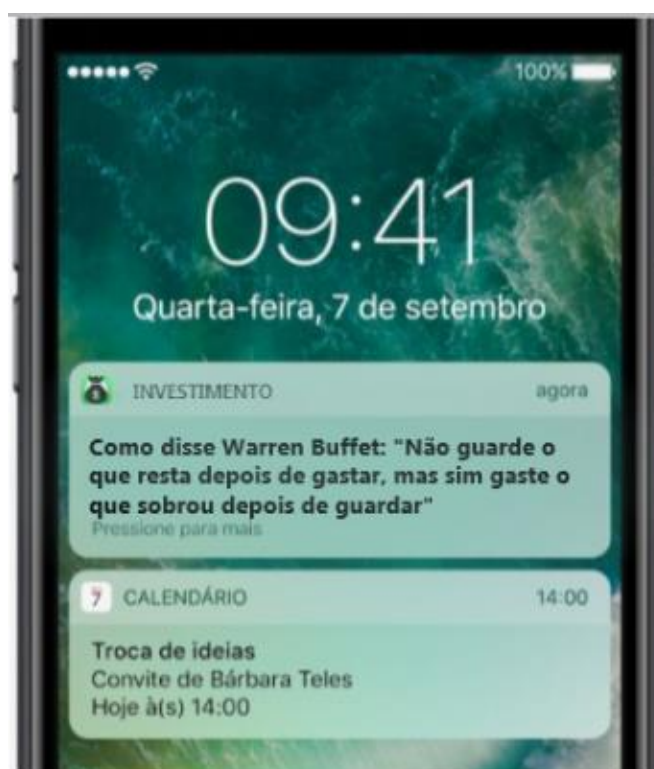 100%
09:41
Quarta-feira, 7 de setembro
INVESTIMENTO agora
Como disse Warren Buffet: "Não guarde o
que resta depois de gastar, mas sim gaste o
que sobrou depois de guardar"
Pressione para mais
7 CALENDÁRIO 14:00
Troca de ideias
Convite de Bárbara Teles
Hoje à(s) 14:00